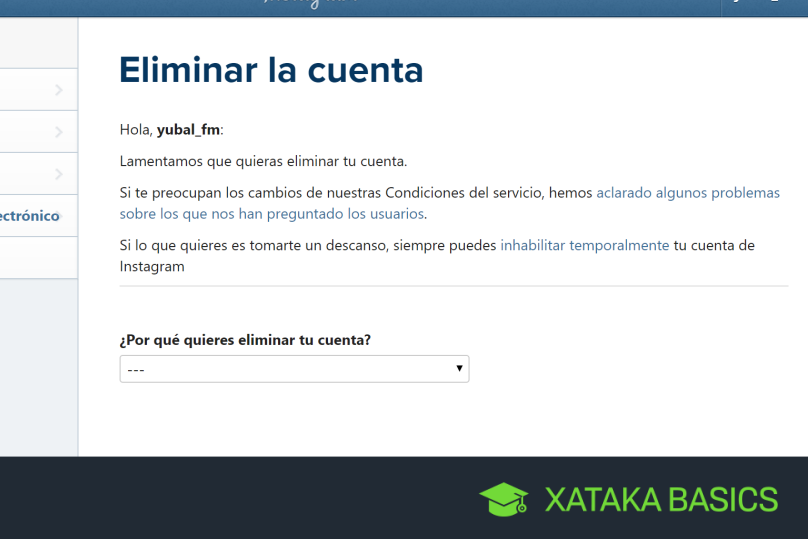 Eliminar la cuenta
Hola, yubal_fm:
Lamentamos que quieras eliminar tu cuenta.
Si te preocupan los cambios de nuestras Condiciones del servicio, hemos aclarado algunos problemas
sobre los que nos han preguntado los usuarios.
ectrónico
Si lo que quieres es tomarte un descanso, siempre puedes inhabilitar temporalmente tu cuenta de
Instagram
¿Por qué quieres eliminar tu cuenta?
---
XATAKA BASICS